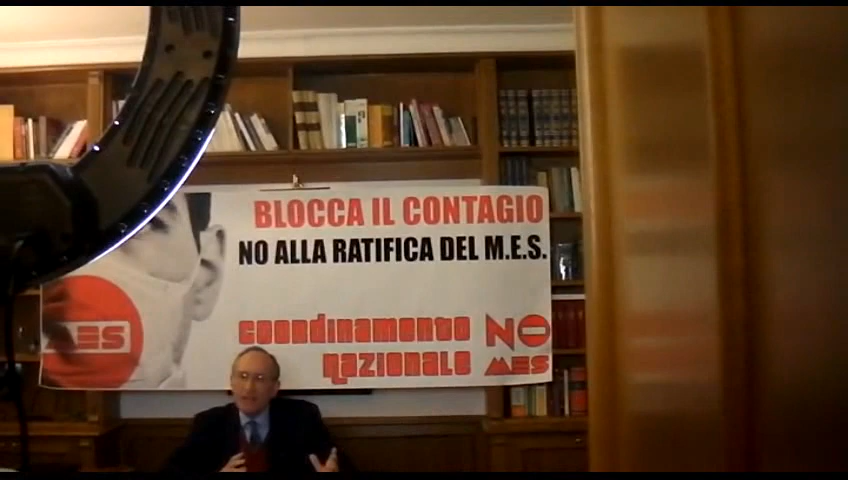 BLOCCA IL CONTAGIO
NO ALLA RATIFICA DEL M.E.S.
MES
coordinamento
nazionale
NO
MES